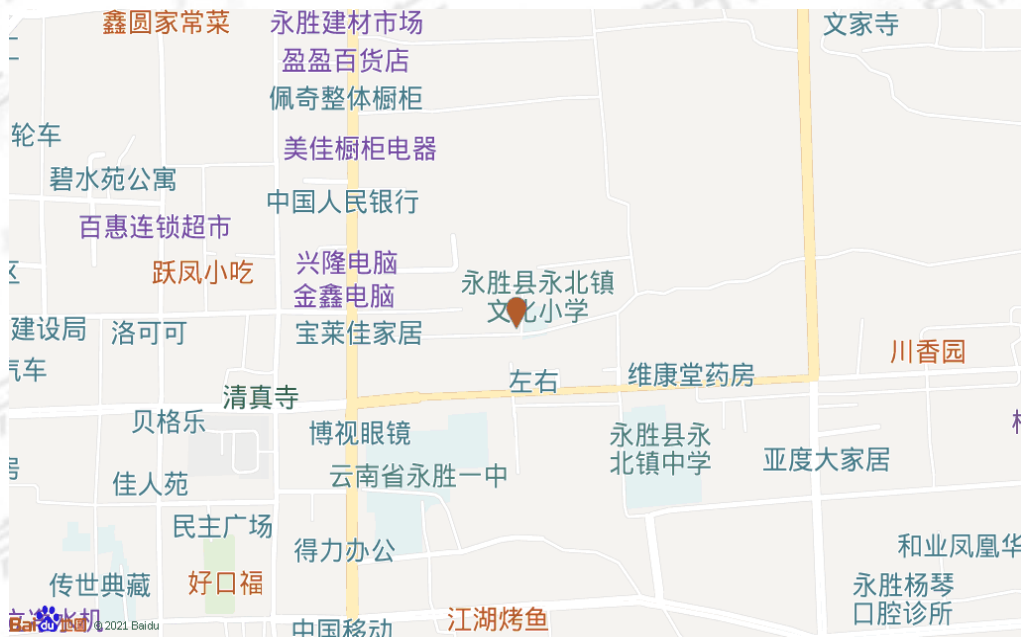 鑫圆家常菜
永胜建材市场
文家寺
盈盈百货店
佩奇整体橱柜
轮车
美佳橱柜电器
碧水苑公寓
中国人民银行
百惠连锁超市
兴隆电脑
跃凤小吃
永胜县永北镇
文化小学
金鑫电脑
建设局
洛可可
宝莱佳家居
川香园
汽车
左右
维康堂药房
清真寺
贝格乐
博视眼镜
永胜县永
北镇中学
亚度大家居
云南省永胜一中
佳人苑
民主广场
得力办公
和业凤凰华
传世典藏
好口福
永胜杨琴
口腔诊所
水机
Bai du 地图 © 2021 Baidu
江湖烤鱼
中国移动